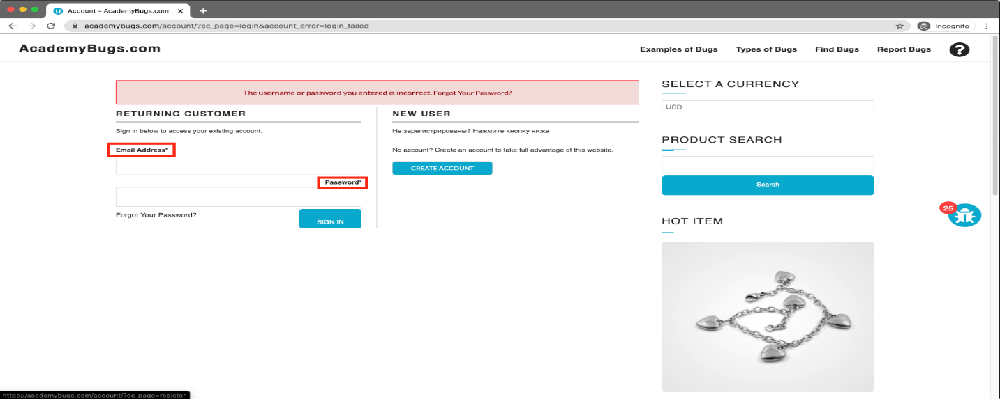 Account – AcademyBugs.com
academybugs.com/account/?ec_page=login&account_error=login_failed
Incognito
AcademyBugs.com
Examples of Bugs
Types of Bugs
Find Bugs
Report Bugs
?
The username or password you entered is incorrect. Forgot Your Password?
RETURNING CUSTOMER
Sign in below to access your existing account.
Email Address*
Password*
Forgot Your Password?
SIGN IN
NEW USER
Не зарегистрированы? Нажмите кнопку ниже
No account? Create an account to take full advantage of this website.
CREATE ACCOUNT
SELECT A CURRENCY
USD
PRODUCT SEARCH
Search
25
HOT ITEM
https://academybugs.com/account/?ec_page=register